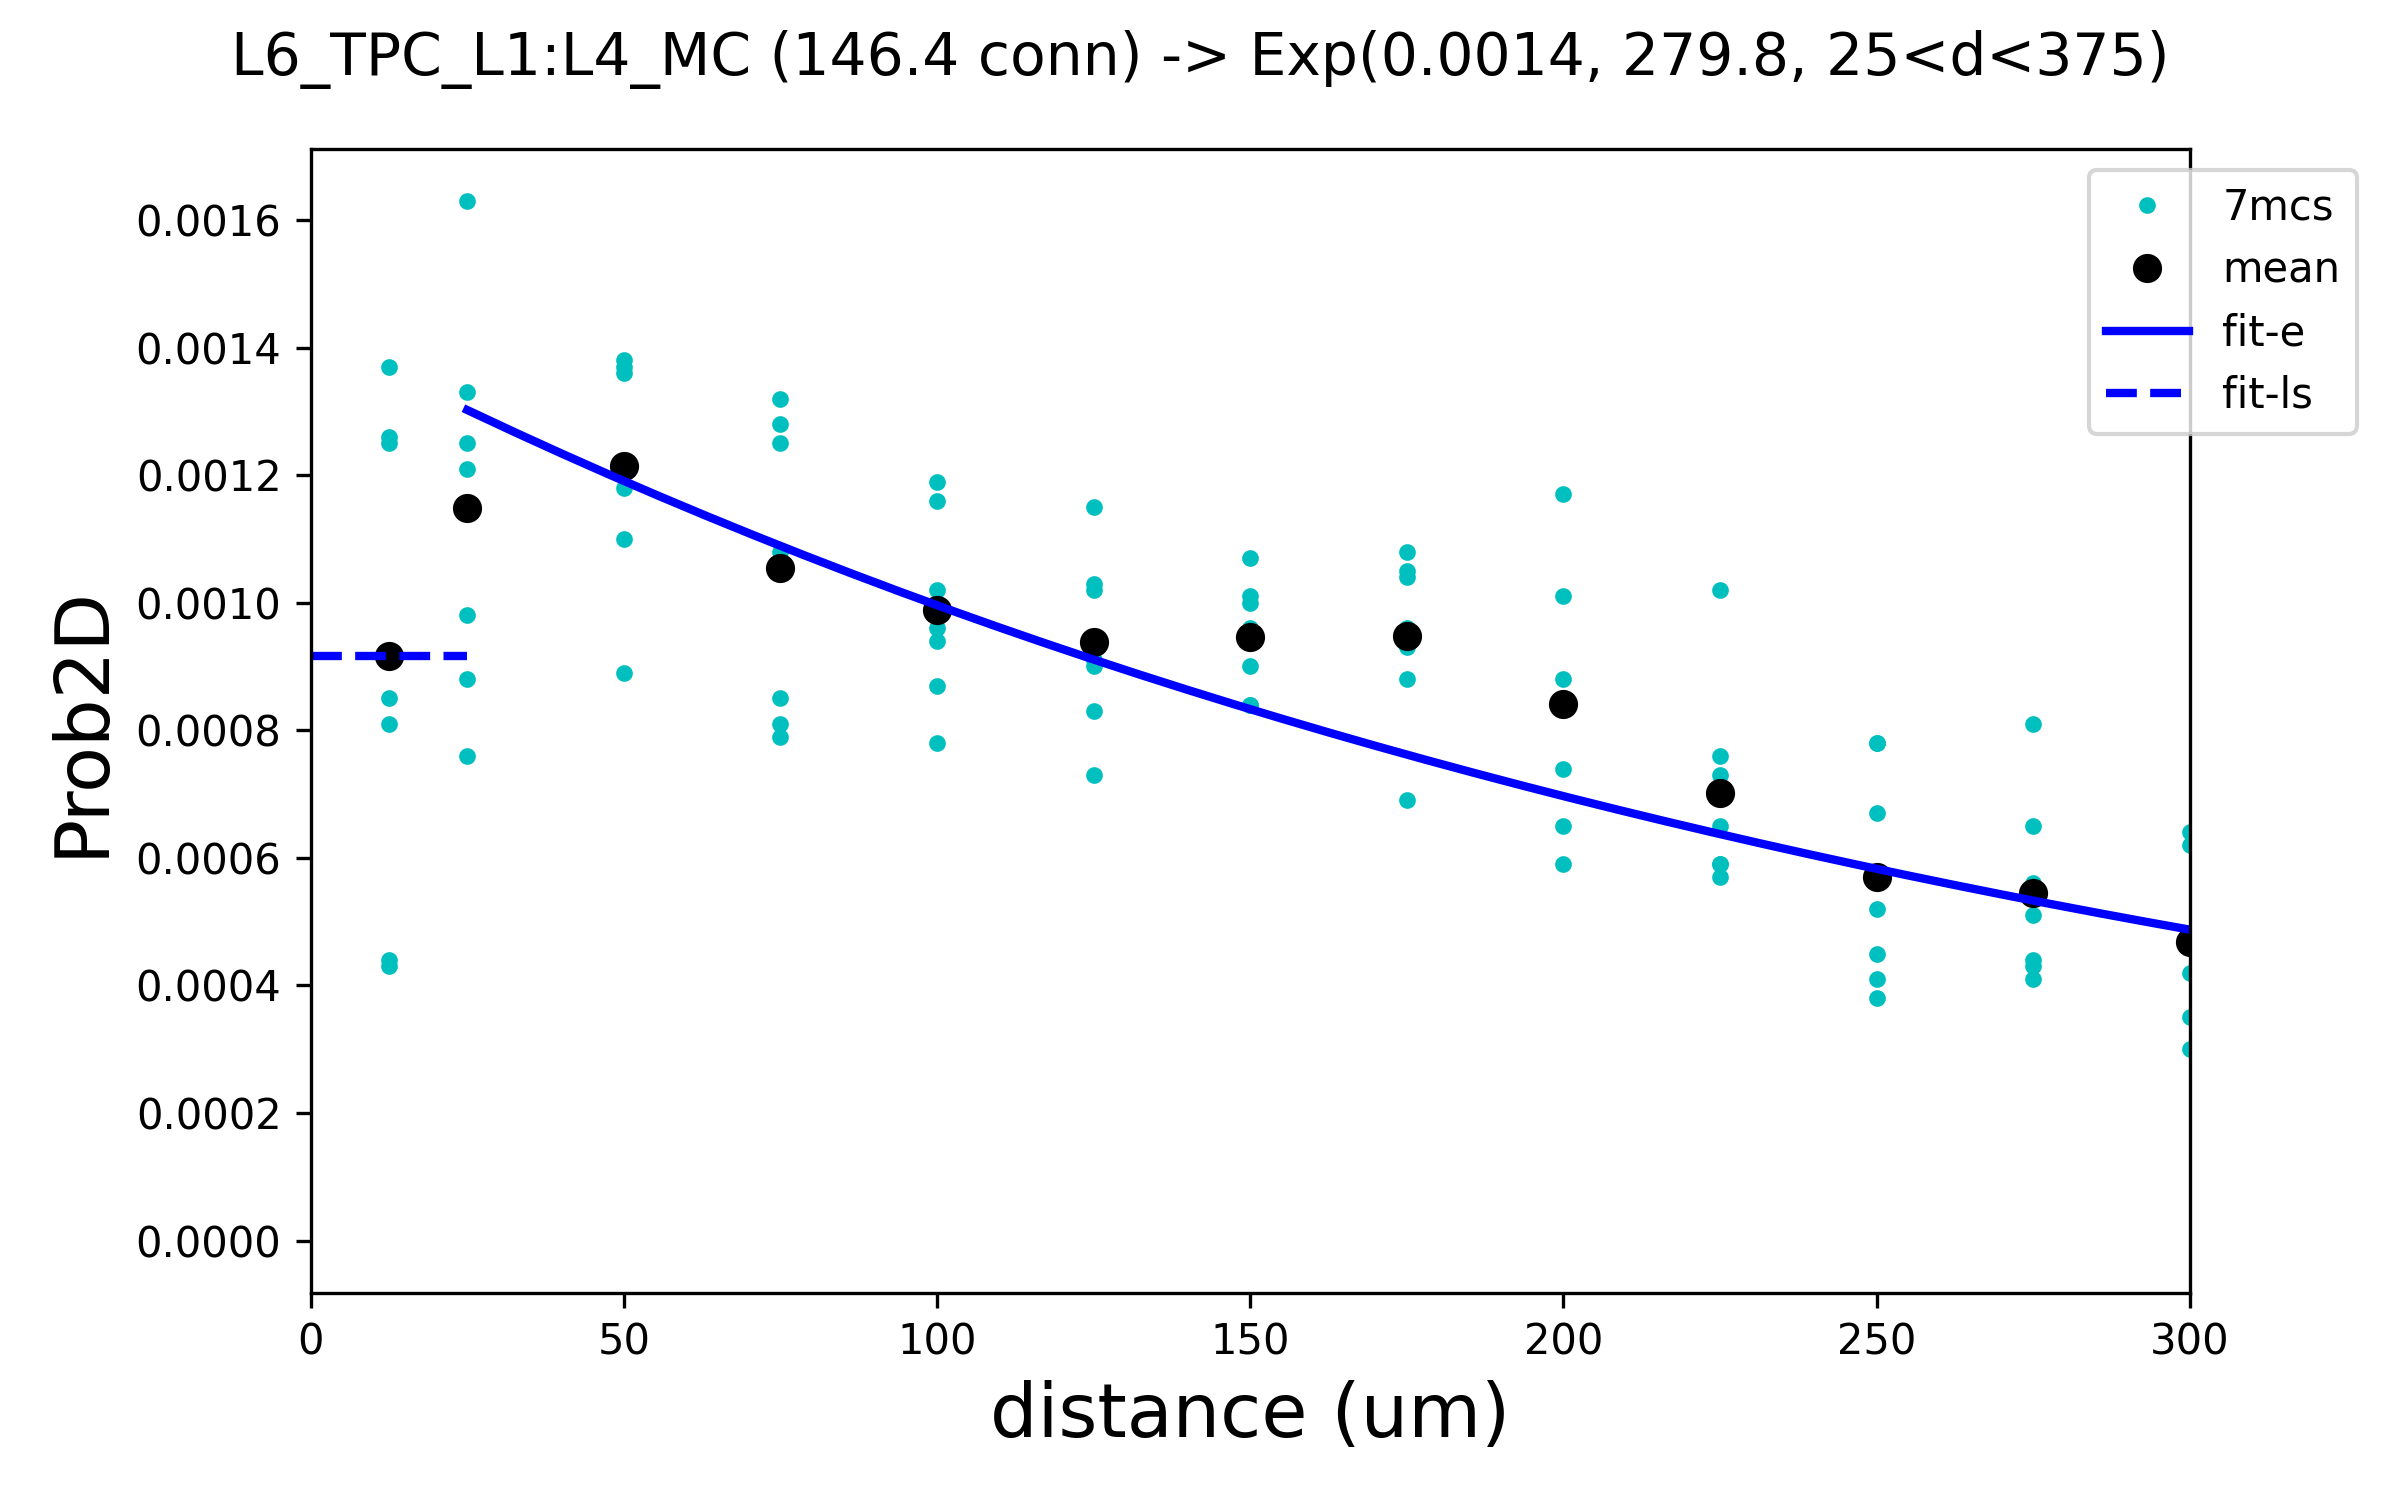 L6_TPC_L1:L4_MC (146.4 conn) -> Exp(0.0014, 279.8, 25<d<375)
7mcs
mean
fit-e
fit-ls
Prob2D
0.0016
0.0014
0.0012
0.0010
0.0008
0.0006
0.0004
0.0002
0.0000
0 50 100 150 200 250 300
distance (um)